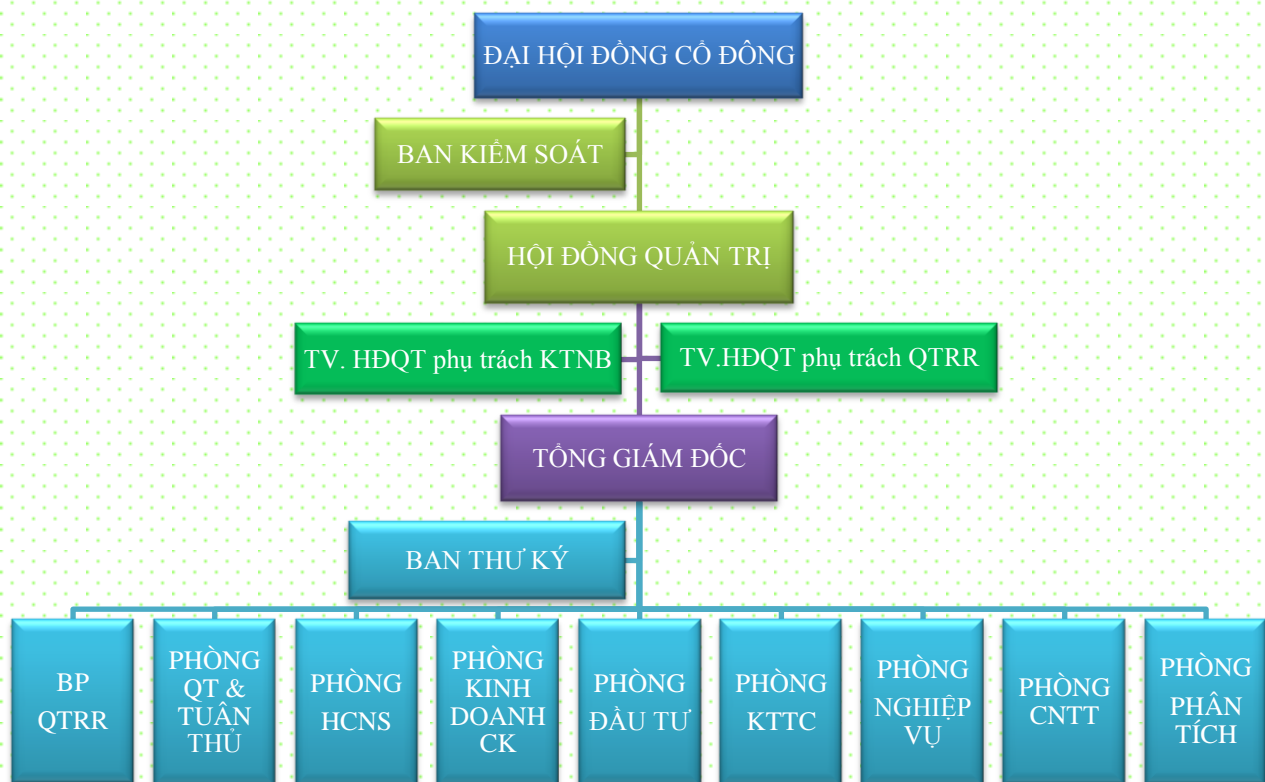 ĐẠI HỘI ĐỒNG CỔ ĐÔNG
BAN KIỂM SOÁT
HỘI ĐỒNG QUẢN TRỊ
TV. HĐQT phụ trách KTNB
TV.HĐQT phụ trách QTRR
TỔNG GIÁM ĐỐC
BAN THƯ KÝ
BP
QTRR
PHÒNG
QT &
TUÂN
THỦ
PHÒNG
HCNS
PHÒNG
KINH
DOANH
CK
PHÒNG
ĐẦU TƯ
PHÒNG
KTTC
PHÒNG
NGHIỆP
VỤ
PHÒNG
CNTT
PHÒNG
PHÂN
TÍCH